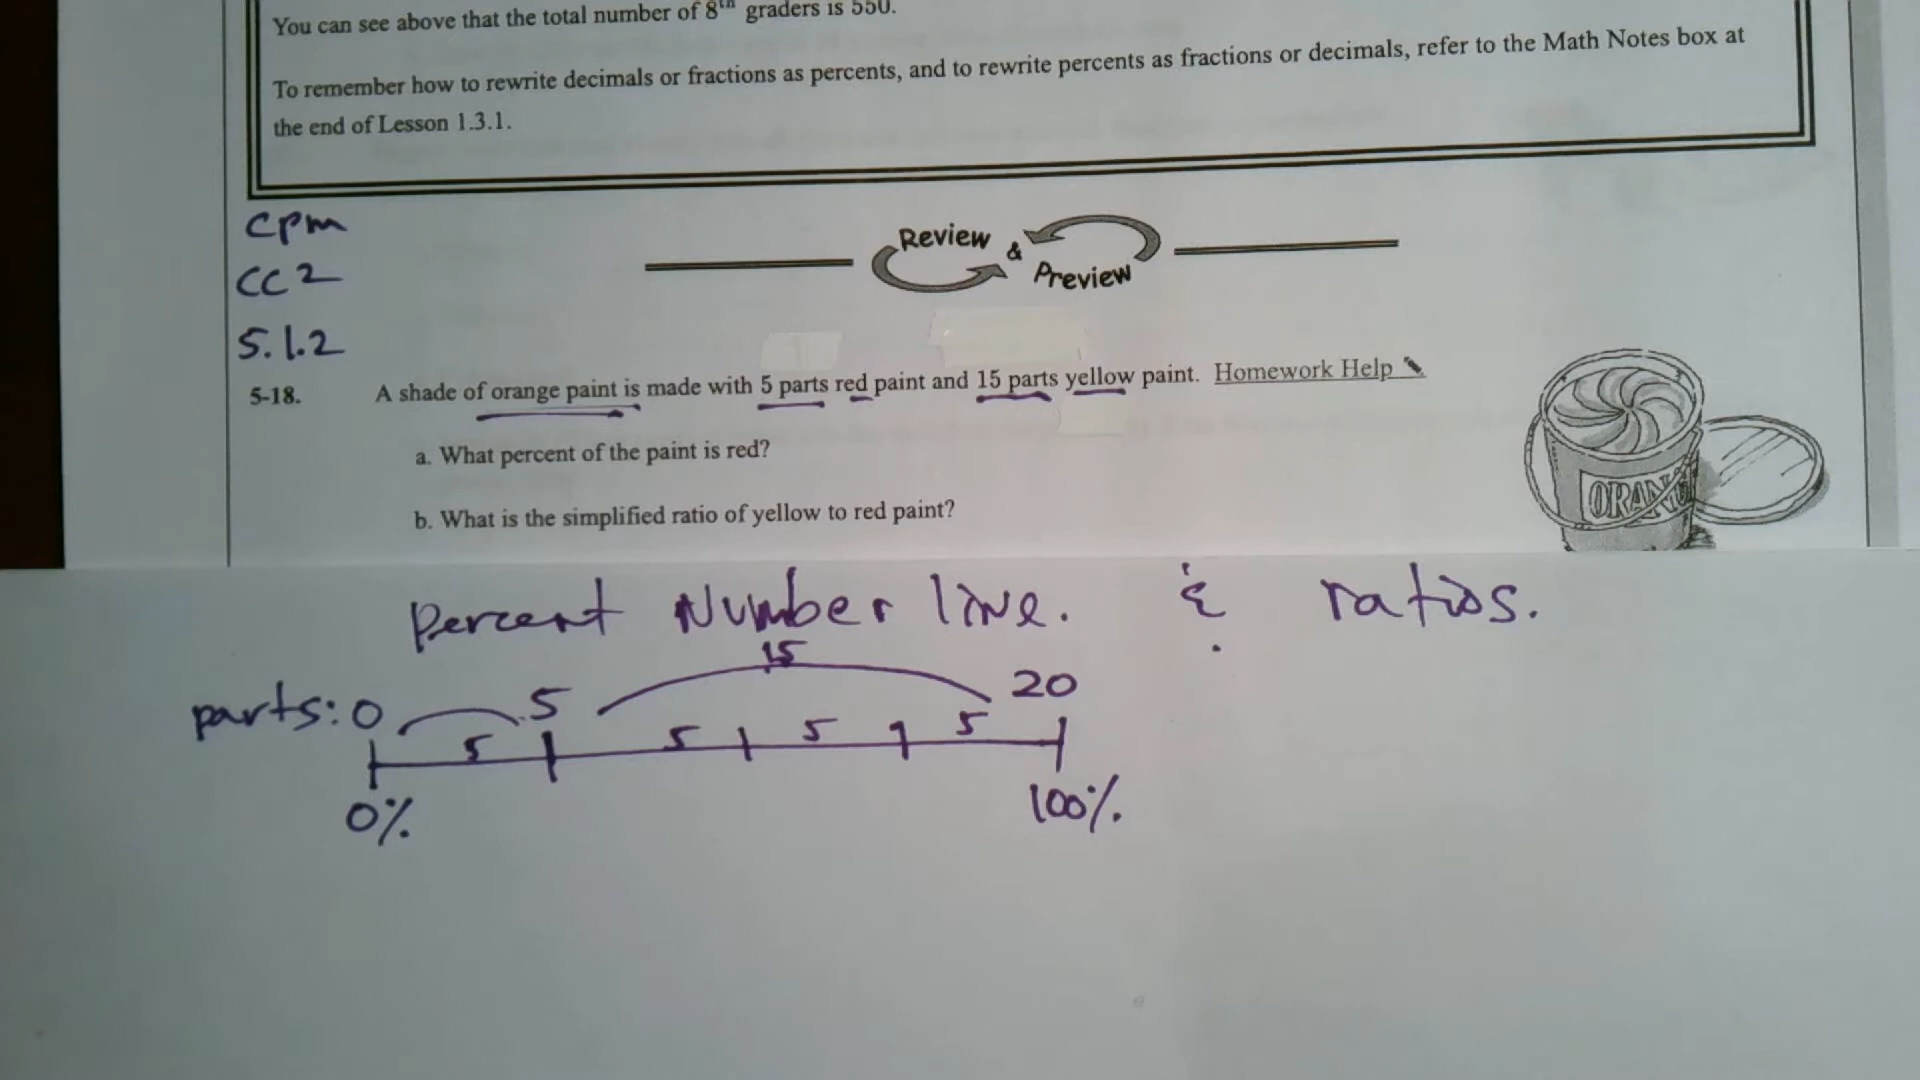 You can see above that the total number of 8th graders is 550.
To remember how to rewrite decimals or fractions as percents, and to rewrite percents as fractions or decimals, refer to the Math Notes box at
the end of Lesson 1.3.1.
cpm
CC2
5.1.2
Review
&
Preview
5-18. A shade of orange paint is made with 5 parts red paint and 15 parts yellow paint. Homework Help
a. What percent of the paint is red?
b. What is the simplified ratio of yellow to red paint?
ORANG
Percent Number line. & ratios.
15
parts: 0 5 20
5 5 5 5
0% 100%